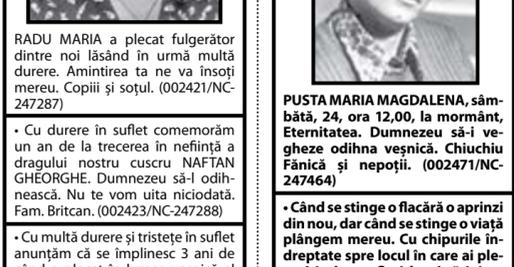 RADU MARIA a plecat fulgerător
dintre noi lăsând în urmă multă
durere. Amintirea ta ne va însoți
mereu. Copiii și soțul. (002421/NC-
247287)
• Cu durere în suflet comemorăm
un an de la trecerea în neființă a
dragului nostru cuscru NAFTAN
GHEORGHE. Dumnezeu să-l odih-
nească. Nu te vom uita niciodată.
Fam. Britcan. (002423/NC-247288)
• Cu multă durere și tristețe în suflet
anunțăm că se împlinesc 3 ani de
PUSTA MARIA MAGDALENA, sâm-
bătă, 24, ora 12,00, la mormânt,
Eternitatea. Dumnezeu să-i ve-
gheze odihna veșnică. Chiuchiu
Fănică și nepoții. (002471/NC-
247464)
• Când se stinge o flacără o aprinzi
din nou, dar când se stinge o viață
plângem mereu. Cu chipurile în-
dreptate spre locul în care ai ple-